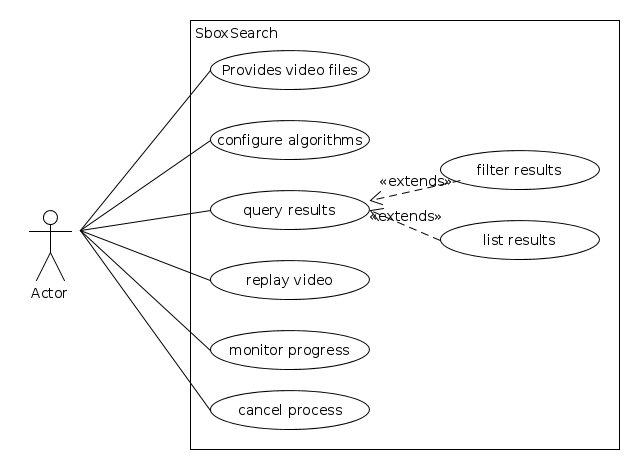 SboxSearch
Provides video files
configure algorithms
filter results
«extends»
query results
«extends»
list results
replay video
Actor
monitor progress
cancel process